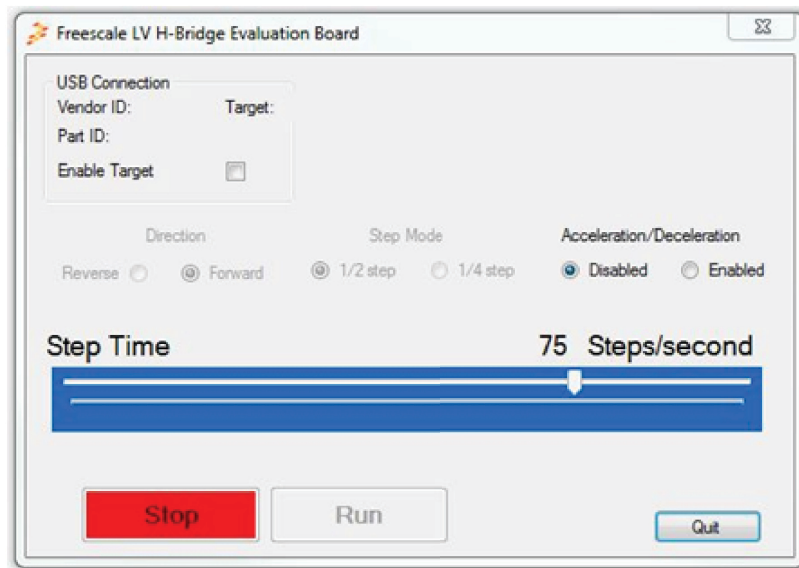 Freescale LV H-Bridge Evaluation Board
USB Connection
Vendor ID: Target:
Part ID:
Enable Target
Direction Step Mode Acceleration/Deceleration
Reverse Forward 1/2 step 1/4 step Disabled Enabled
Step Time 75 Steps/second
Stop Run
Quit